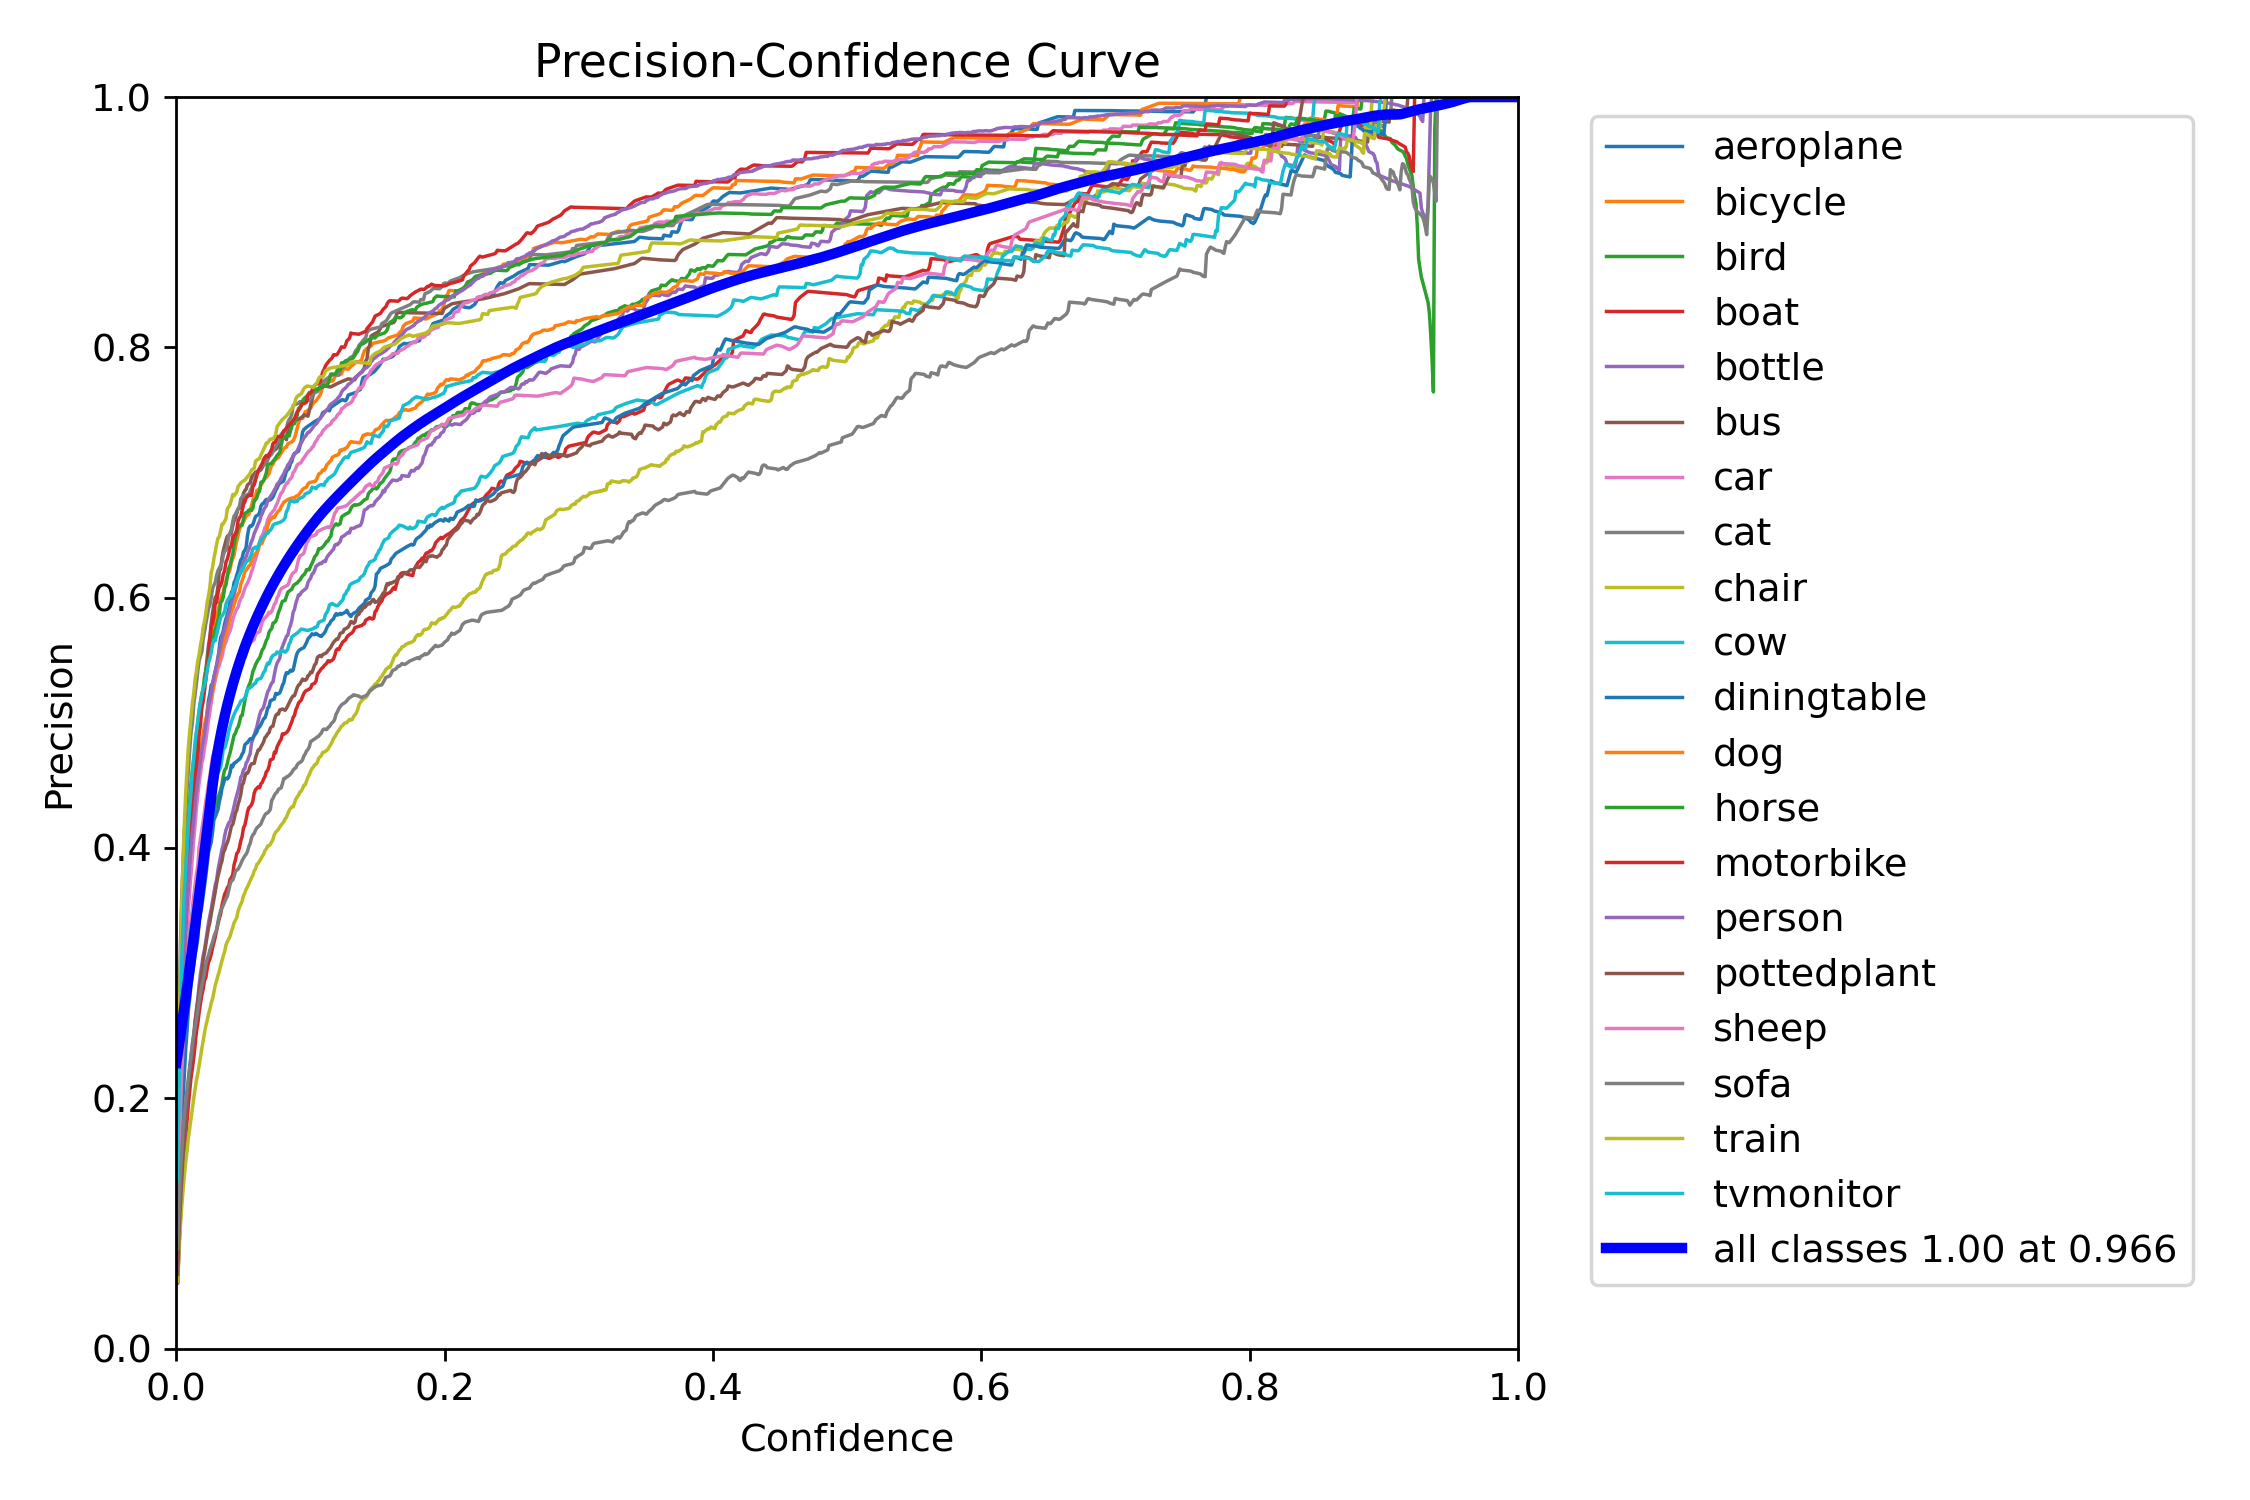 Precision-Confidence Curve
1.0
0.8
0.6
0.4
0.2
0.0
Precision
0.0 0.2 0.4 0.6 0.8 1.0
Confidence
aeroplane
bicycle
bird
boat
bottle
bus
car
cat
chair
cow
diningtable
dog
horse
motorbike
person
pottedplant
sheep
sofa
train
tvmonitor
all classes 1.00 at 0.966